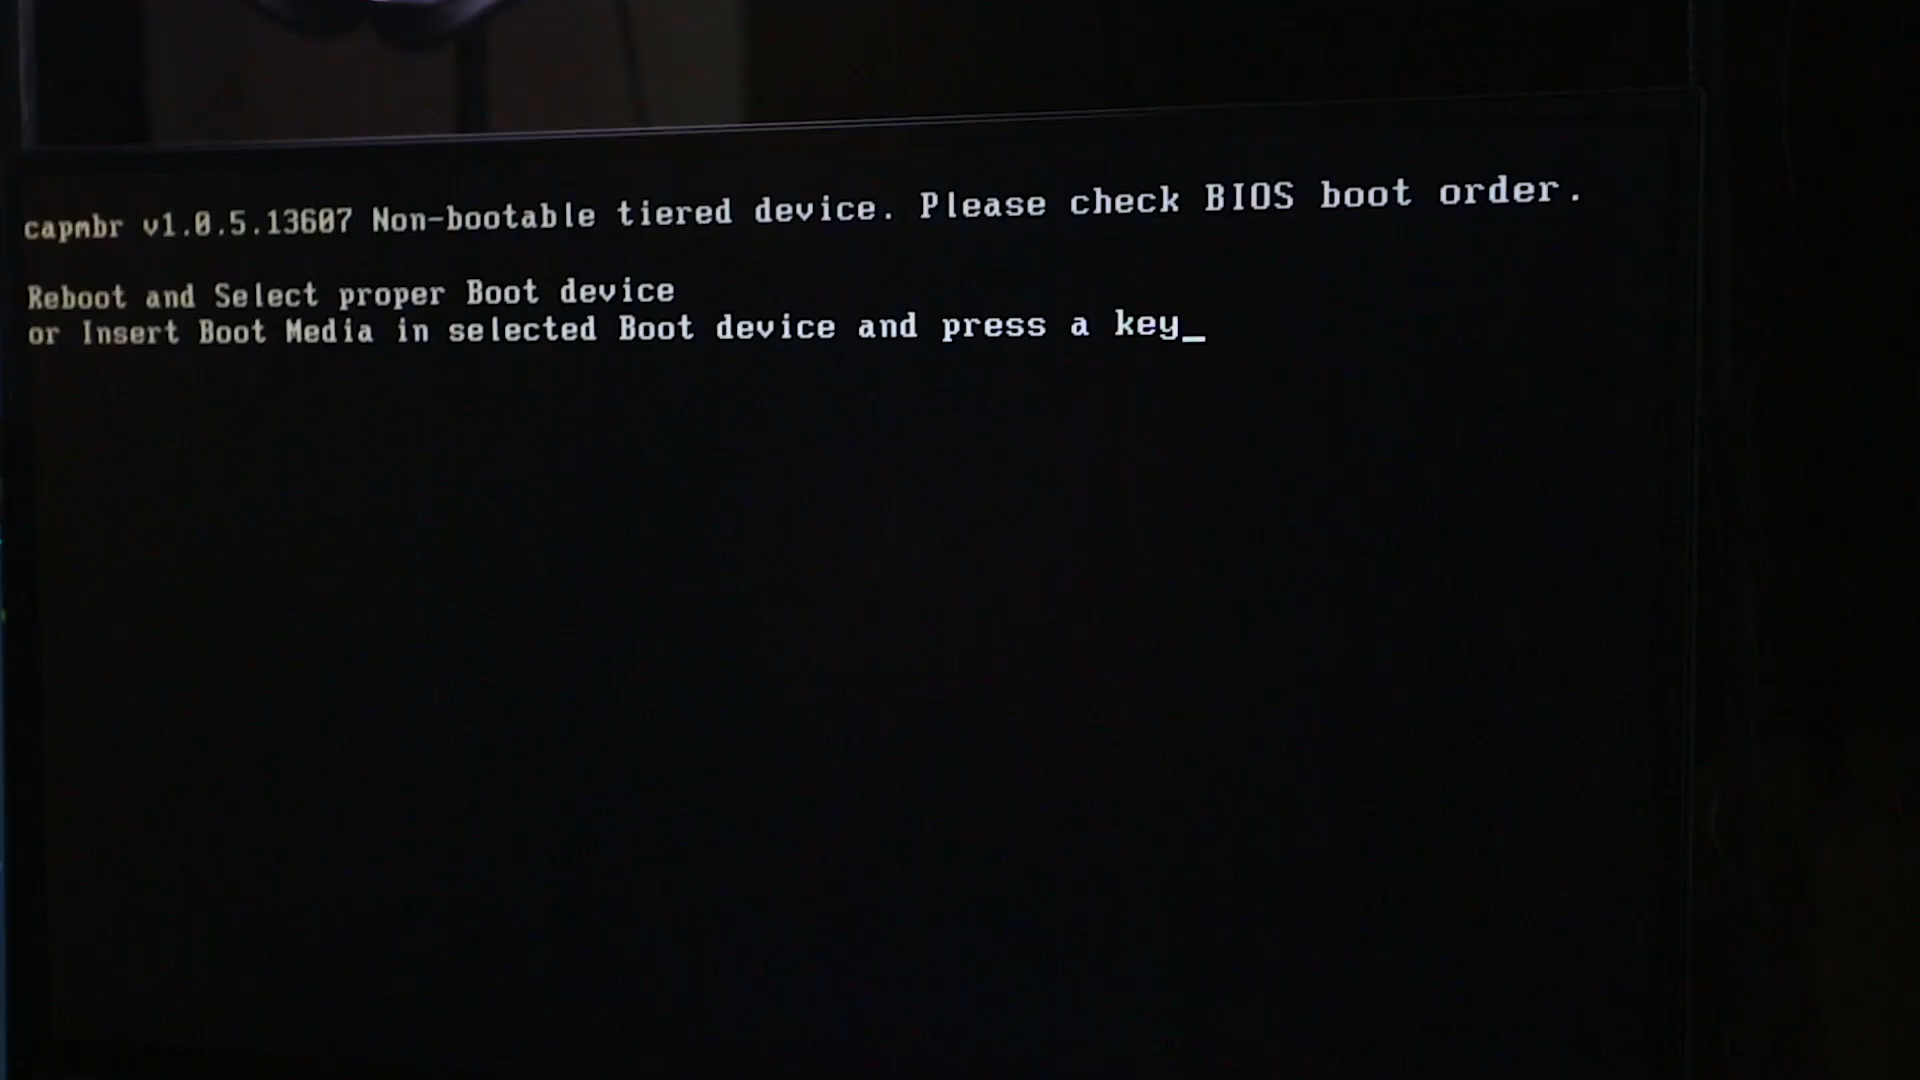 capmbr v1.0.5.13607 Non-bootable tiered device. Please check BIOS boot order.
Reboot and Select proper Boot device
or Insert Boot Media in selected Boot device and press a key_